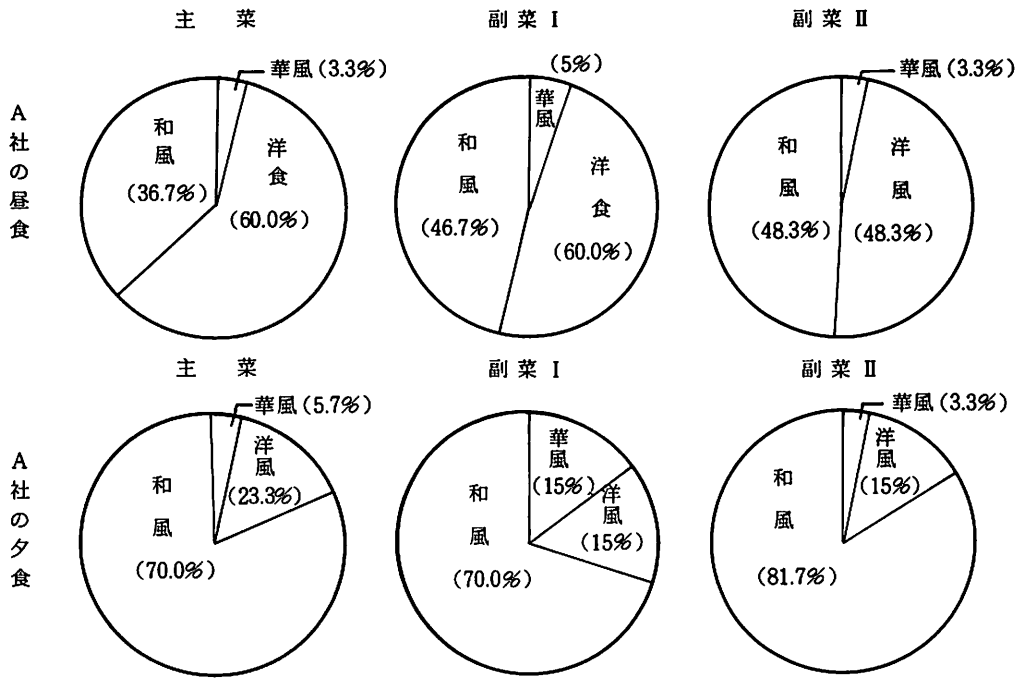 主菜
副菜 I
副菜 II
A社の昼食
華風(3.3%)
和風
(36.7%)
洋食
(60.0%)
(5%)
華風
和風
(46.7%)
洋食
(60.0%)
華風(3.3%)
和風
(48.3%)
洋風
(48.3%)
主菜
副菜 I
副菜 II
A社の夕食
華風(5.7%)
洋風
(23.3%)
和風
(70.0%)
華風
(15%)
洋風
(15%)
和風
(70.0%)
華風(3.3%)
洋風
(15%)
和風
(81.7%)